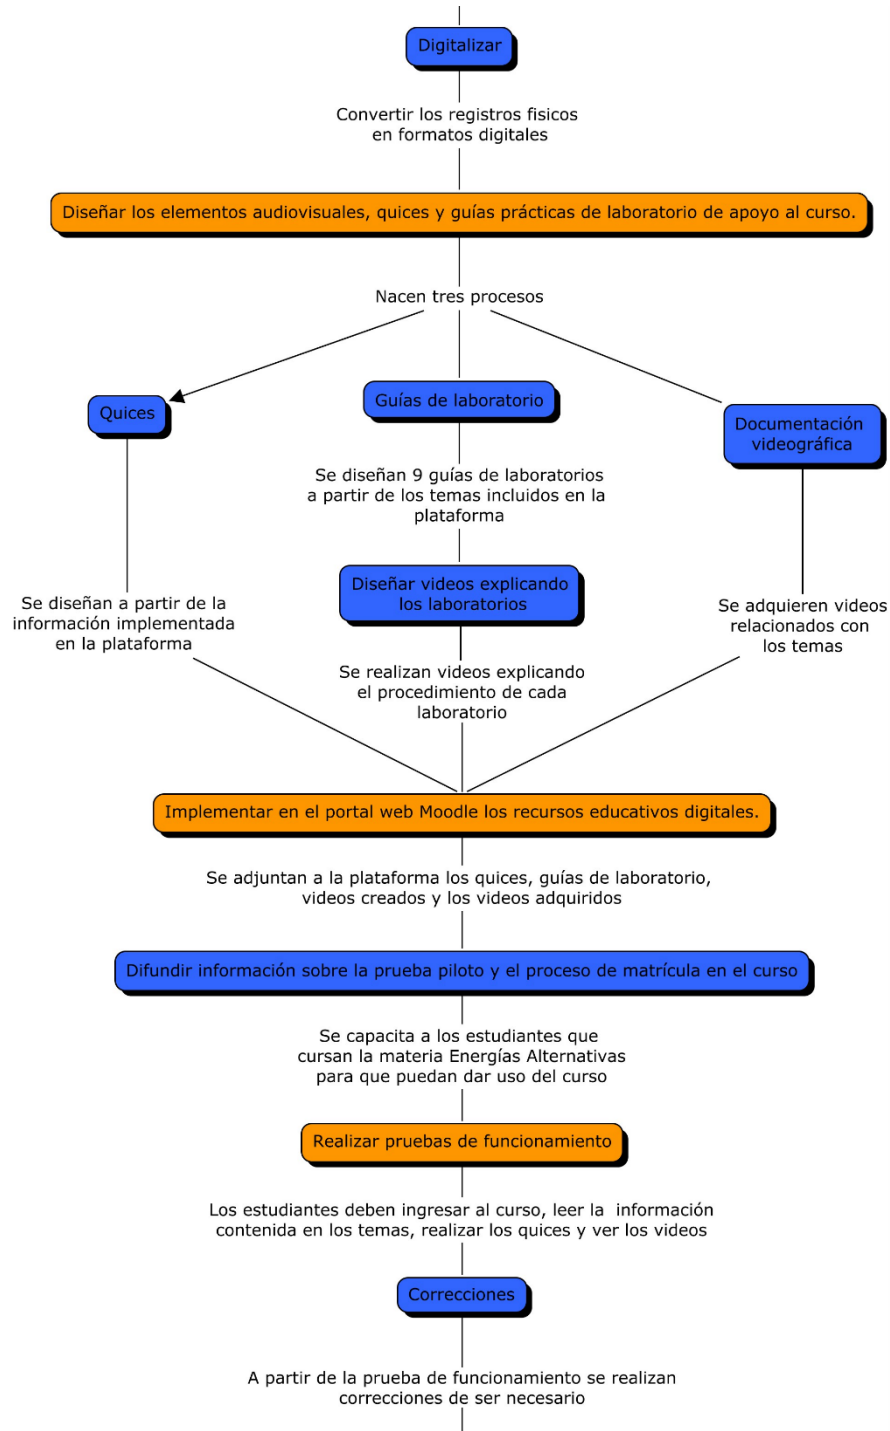 Digitalizar
Convertir los registros fisicos
en formatos digitales
Diseñar los elementos audiovisuales, quices y guías prácticas de laboratorio de apoyo al curso.
Nacen tres procesos
Quices
Guías de laboratorio
Documentación
videográfica
Se diseñan 9 guías de laboratorios
a partir de los temas incluidos en la
plataforma
Diseñar videos explicando
los laboratorios
Se diseñan a partir de la
información implementada
en la plataforma
Se adquieren videos
relacionados con
los temas
Se realizan videos explicando
el procedimiento de cada
laboratorio
Implementar en el portal web Moodle los recursos educativos digitales.
Se adjuntan a la plataforma los quices, guías de laboratorio,
videos creados y los videos adquiridos
Difundir información sobre la prueba piloto y el proceso de matrícula en el curso
Se capacita a los estudiantes que
cursan la materia Energías Alternativas
para que puedan dar uso del curso
Realizar pruebas de funcionamiento
Los estudiantes deben ingresar al curso, leer la información
contenida en los temas, realizar los quices y ver los videos
Correcciones
A partir de la prueba de funcionamiento se realizan
correcciones de ser necesario